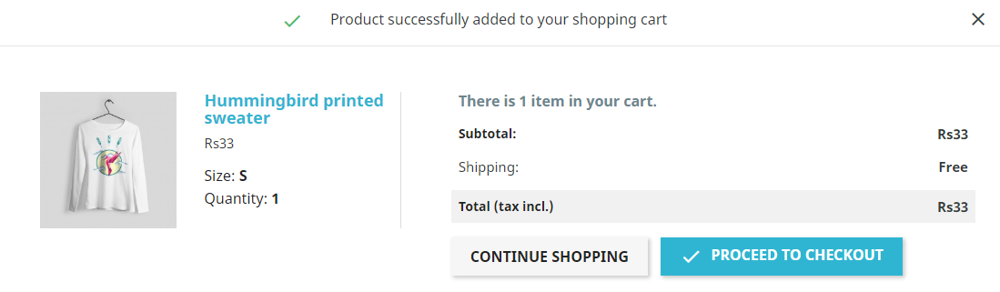 Product successfully added to your shopping cart
Hummingbird printed
sweater
Rs33
Size: S
Quantity: 1
There is 1 item in your cart.
Subtotal: Rs33
Shipping: Free
Total (tax incl.) Rs33
CONTINUE SHOPPING
PROCEED TO CHECKOUT